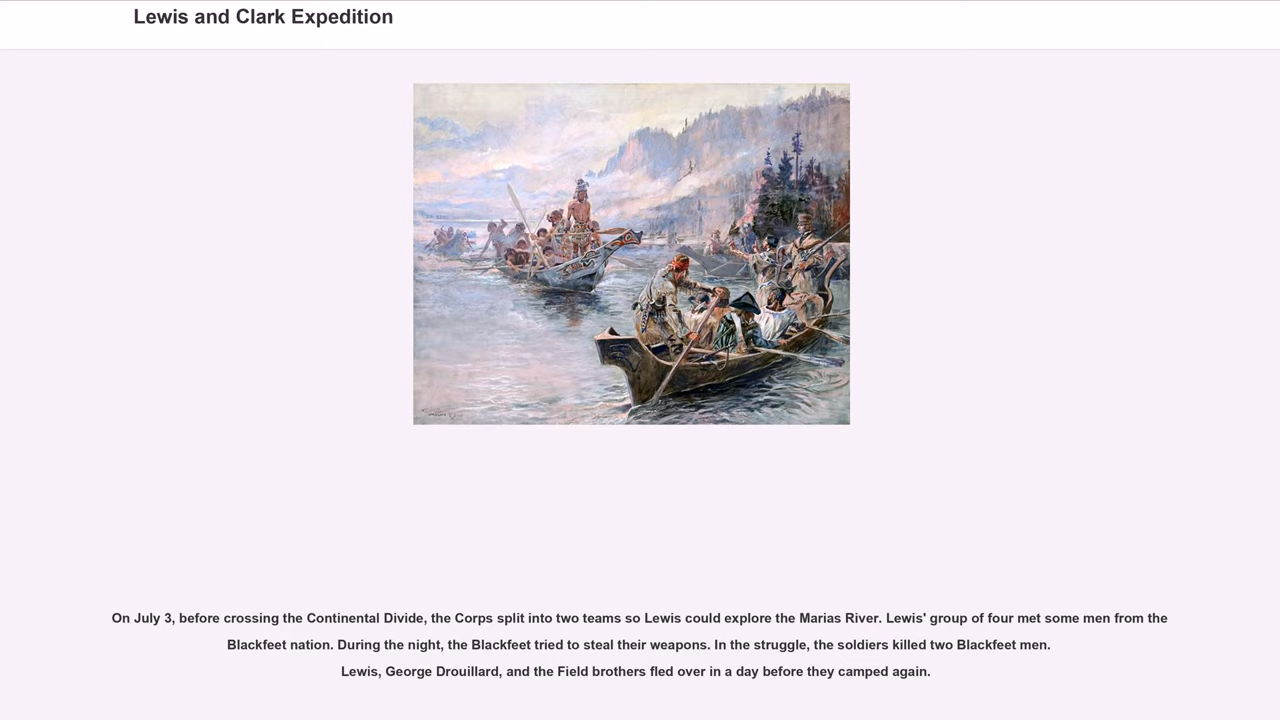 Lewis and Clark Expedition
On July 3, before crossing the Continental Divide, the Corps split into two teams so Lewis could explore the Marias River. Lewis' group of four met some men from the
Blackfeet nation. During the night, the Blackfeet tried to steal their weapons. In the struggle, the soldiers killed two Blackfeet men.
Lewis, George Drouillard, and the Field brothers fled over in a day before they camped again.